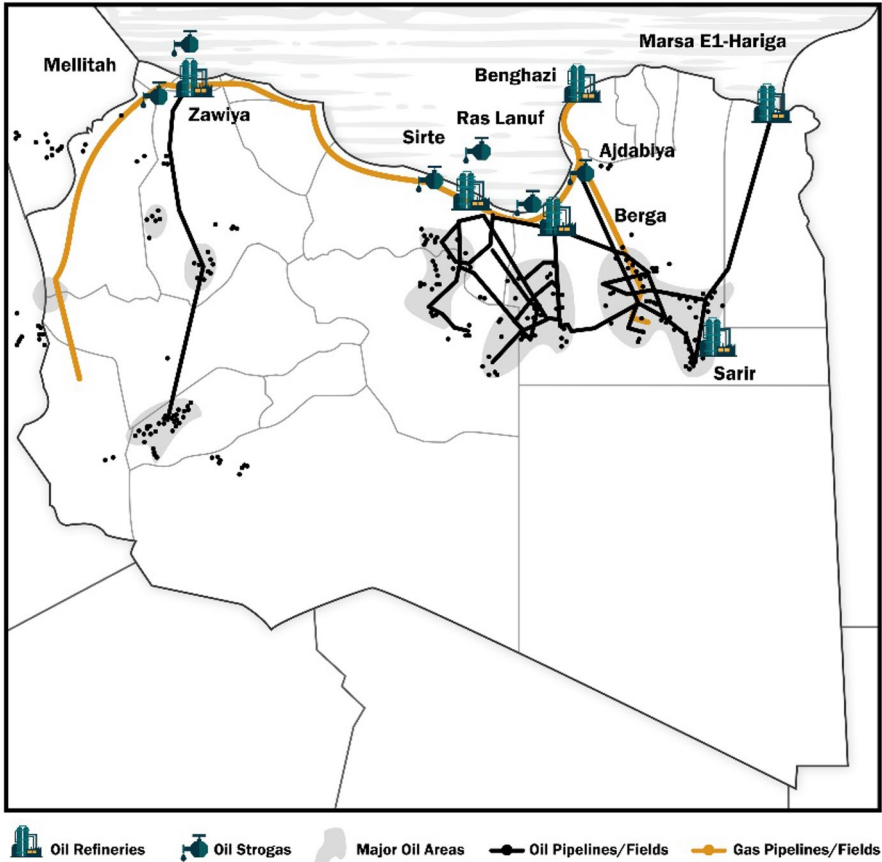 Marsa E1-Hariga
Mellitah
Benghazi
Zawiya
Ras Lanuf
Sirte
Ajdabiya
Berga
Sarir
Oil Refineries
Oil Strogas
Major Oil Areas
Oil Pipelines/Fields
Gas Pipelines/Fields